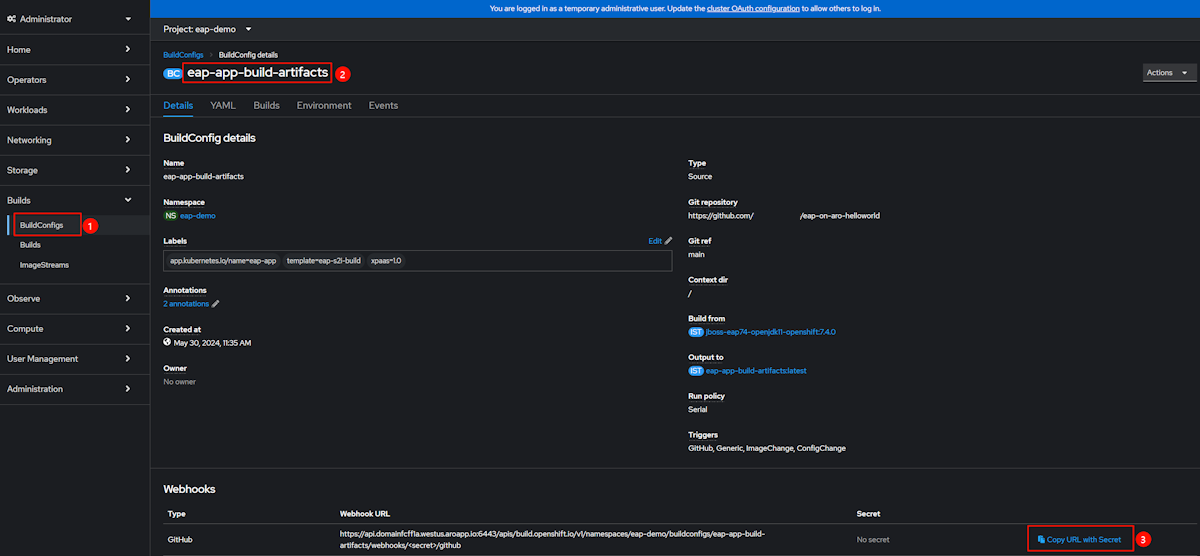 You are logged in as a temporary administrative user. Update the cluster OAuth configuration to allow others to log in.
Administrator
Home
Operators
Workloads
Networking
Storage
Builds
BuildConfigs 1
Builds
ImageStreams
Observe
Compute
User Management
Administration
Project: eap-demo
BuildConfigs > BuildConfig details
BC eap-app-build-artifacts 2
Actions
Details YAML Builds Environment Events
BuildConfig details
Name
eap-app-build-artifacts
Namespace
NS eap-demo
Labels Edit
app.kubernetes.io/name=eap-app template=eap-s2i-build xpaas=1.0
Annotations
2 annotations
Created at
May 30, 2024, 11:35 AM
Owner
No owner
Type
Source
Git repository
https://github.com/ /eap-on-aro-helloworld
Git ref
main
Context dir
/
Build from
IST jboss-eap74-openjdk11-openshift:7.4.0
Output to
IST eap-app-build-artifacts:latest
Run policy
Serial
Triggers
GitHub, Generic, ImageChange, ConfigChange
Webhooks
Type Webhook URL Secret
GitHub https://api.domainfcff1a.westus.aroapp.io:6443/apis/build.openshift.io/v1/namespaces/eap-demo/buildconfigs/eap-app-build-
artifacts/webhooks/<secret>/github No secret Copy URL with Secret 3